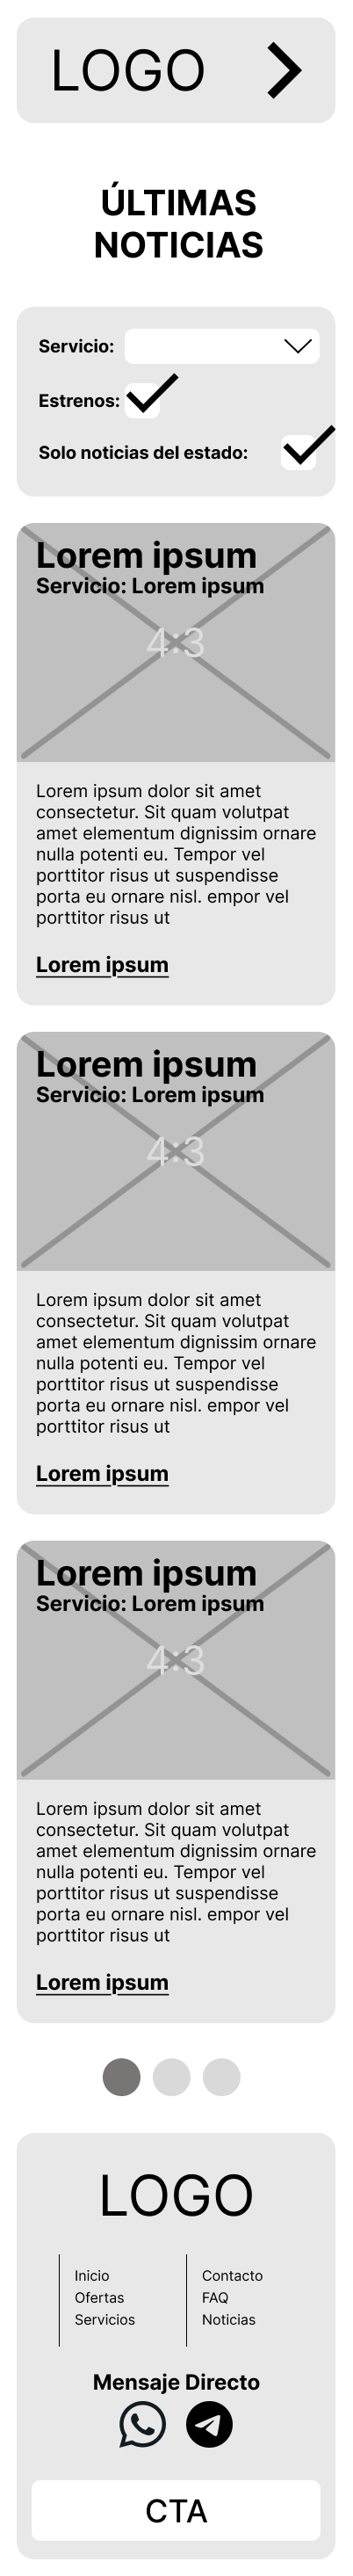 LOGO
ÚLTIMAS
NOTICIAS
Servicio:
Estrenos:
Solo noticias del estado:
Lorem ipsum
Servicio: Lorem ipsum
4:3
Lorem ipsum dolor sit amet
consectetur. Sit quam volutpat
amet elementum dignissim ornare
nulla potenti eu. Tempor vel
porttitor risus ut suspendisse
porta eu ornare nisl. empor vel
porttitor risus ut
Lorem ipsum
Lorem ipsum
Servicio: Lorem ipsum
4:3
Lorem ipsum dolor sit amet
consectetur. Sit quam volutpat
amet elementum dignissim ornare
nulla potenti eu. Tempor vel
porttitor risus ut suspendisse
porta eu ornare nisl. empor vel
porttitor risus ut
Lorem ipsum
Lorem ipsum
Servicio: Lorem ipsum
4:3
Lorem ipsum dolor sit amet
consectetur. Sit quam volutpat
amet elementum dignissim ornare
nulla potenti eu. Tempor vel
porttitor risus ut suspendisse
porta eu ornare nisl. empor vel
porttitor risus ut
Lorem ipsum
LOGO
Inicio
Ofertas
Servicios
Contacto
FAQ
Noticias
Mensaje Directo
CTA